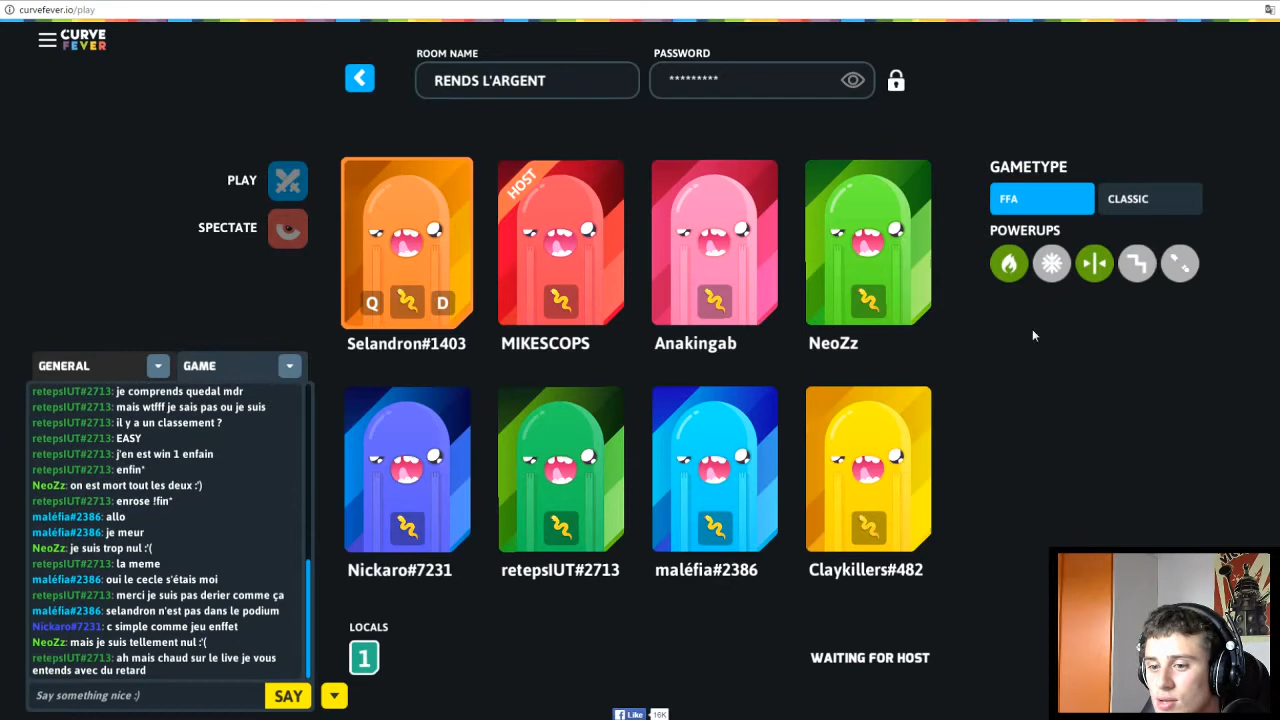 curvefever.io/play
CURVE
FEVER
ROOM NAME
PASSWORD
RENDS L'ARGENT
*********
PLAY
SPECTATE
HOST
Q
D
Selandron#1403
MIKESCOPS
Anakingab
NeoZz
GAMETYPE
FFA
CLASSIC
POWERUPS
GENERAL
GAME
retepsIUT#2713: je comprends quedal mdr
retepsIUT#2713: mais wtfff je sais pas ou je suis
retepsIUT#2713: il y a un classement ?
retepsIUT#2713: EASY
retepsIUT#2713: j'en est win 1 enfain
retepsIUT#2713: enfin*
NeoZz: on est mort tout les deux :')
retepsIUT#2713: enrose !fin*
maléfia#2386: allo
maléfia#2386: je meur
NeoZz: je suis trop nul :'(
retepsIUT#2713: la meme
maléfia#2386: oui le cecle s'étais moi
retepsIUT#2713: merci je suis pas derier comme ça
maléfia#2386: selandron n'est pas dans le podium
Nickaro#7231: c simple comme jeu enffet
NeoZz: mais je suis tellement nul :'(
retepsIUT#2713: ah mais chaud sur le live je vous
entends avec du retard
Say something nice :)
SAY
Nickaro#7231
retepsIUT#2713
maléfia#2386
Claykillers#482
LOCALS
1
WAITING FOR HOST
Like
16K